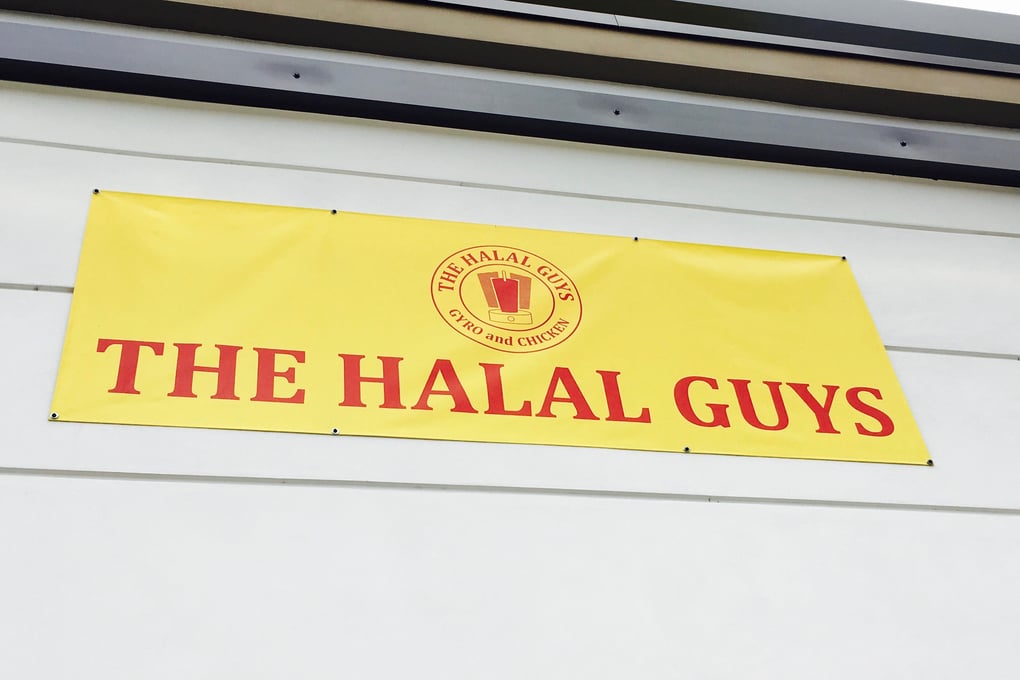 THE HALAL GUYS
GYRO and CHICKEN
THE HALAL GUYS